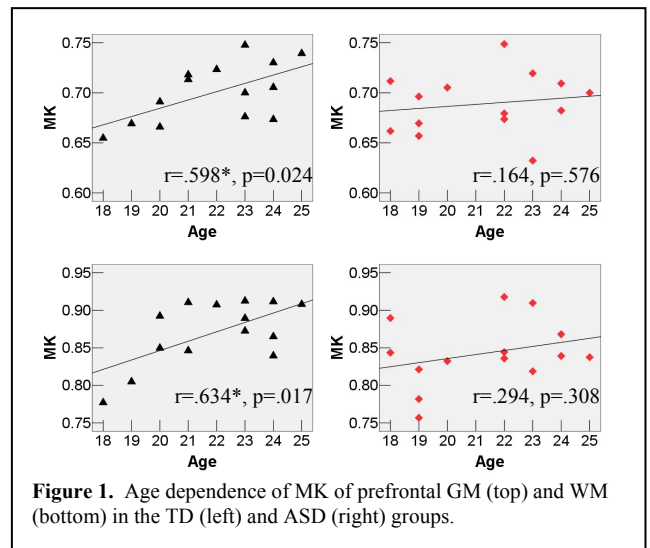 0.75
0.70
0.65
0.60
MK
18 19 20 21 22 23 24 25
Age
r=.598*, p=0.024
0.75
0.70
0.65
0.60
MK
18 19 20 21 22 23 24 25
Age
r=.164, p=.576
0.95
0.90
0.85
0.80
0.75
MK
18 19 20 21 22 23 24 25
Age
r=.634*, p=.017
0.95
0.90
0.85
0.80
0.75
MK
18 19 20 21 22 23 24 25
Age
r=.294, p=.308
Figure 1. Age dependence of MK of prefrontal GM (top) and WM
(bottom) in the TD (left) and ASD (right) groups.